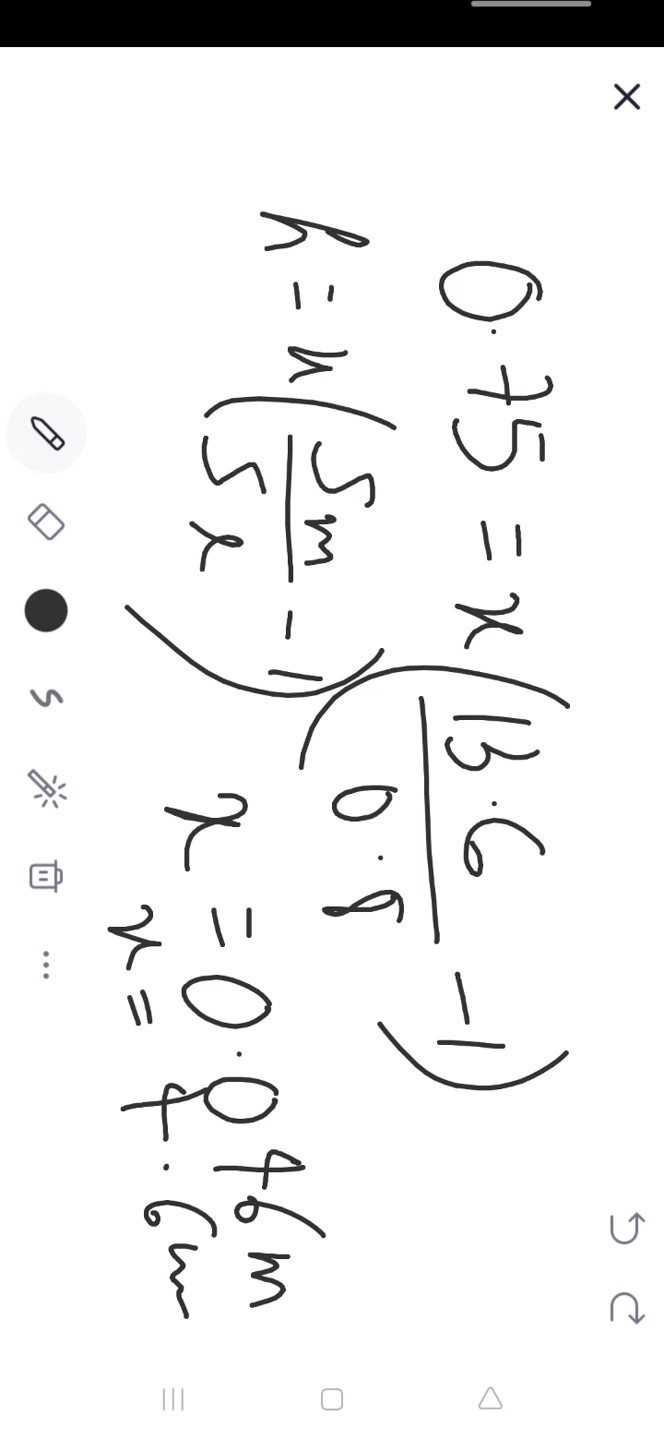 0.75 = x(13.6/0.8 - 1)
h = x(Sm/Sl - 1)
x = 0.046m
x = 4.6cm